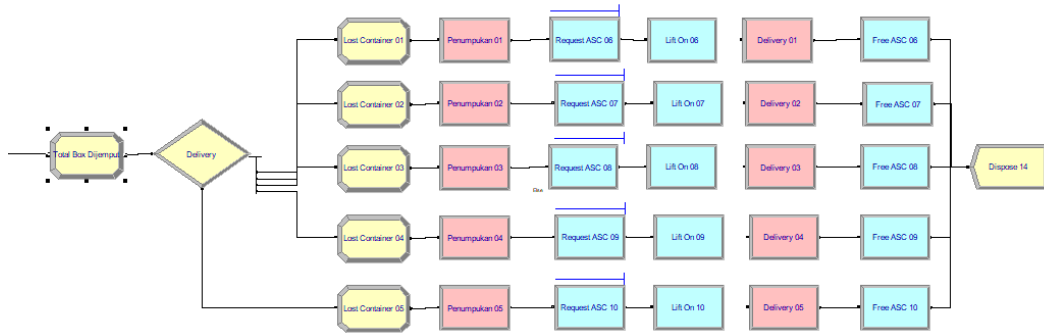 Total Box Dijemput
Delivery
Lost Container 01
Penumpukan 01
Request ASC 06
Lift On 06
Delivery 01
Free ASC 06
Lost Container 02
Penumpukan 02
Request ASC 07
Lift On 07
Delivery 02
Free ASC 07
Lost Container 03
Penumpukan 03
Request ASC 08
Lift On 08
Delivery 03
Free ASC 08
Dispose 14
Else
Lost Container 04
Penumpukan 04
Request ASC 09
Lift On 09
Delivery 04
Free ASC 09
Lost Container 05
Penumpukan 05
Request ASC 10
Lift On 10
Delivery 05
Free ASC 10